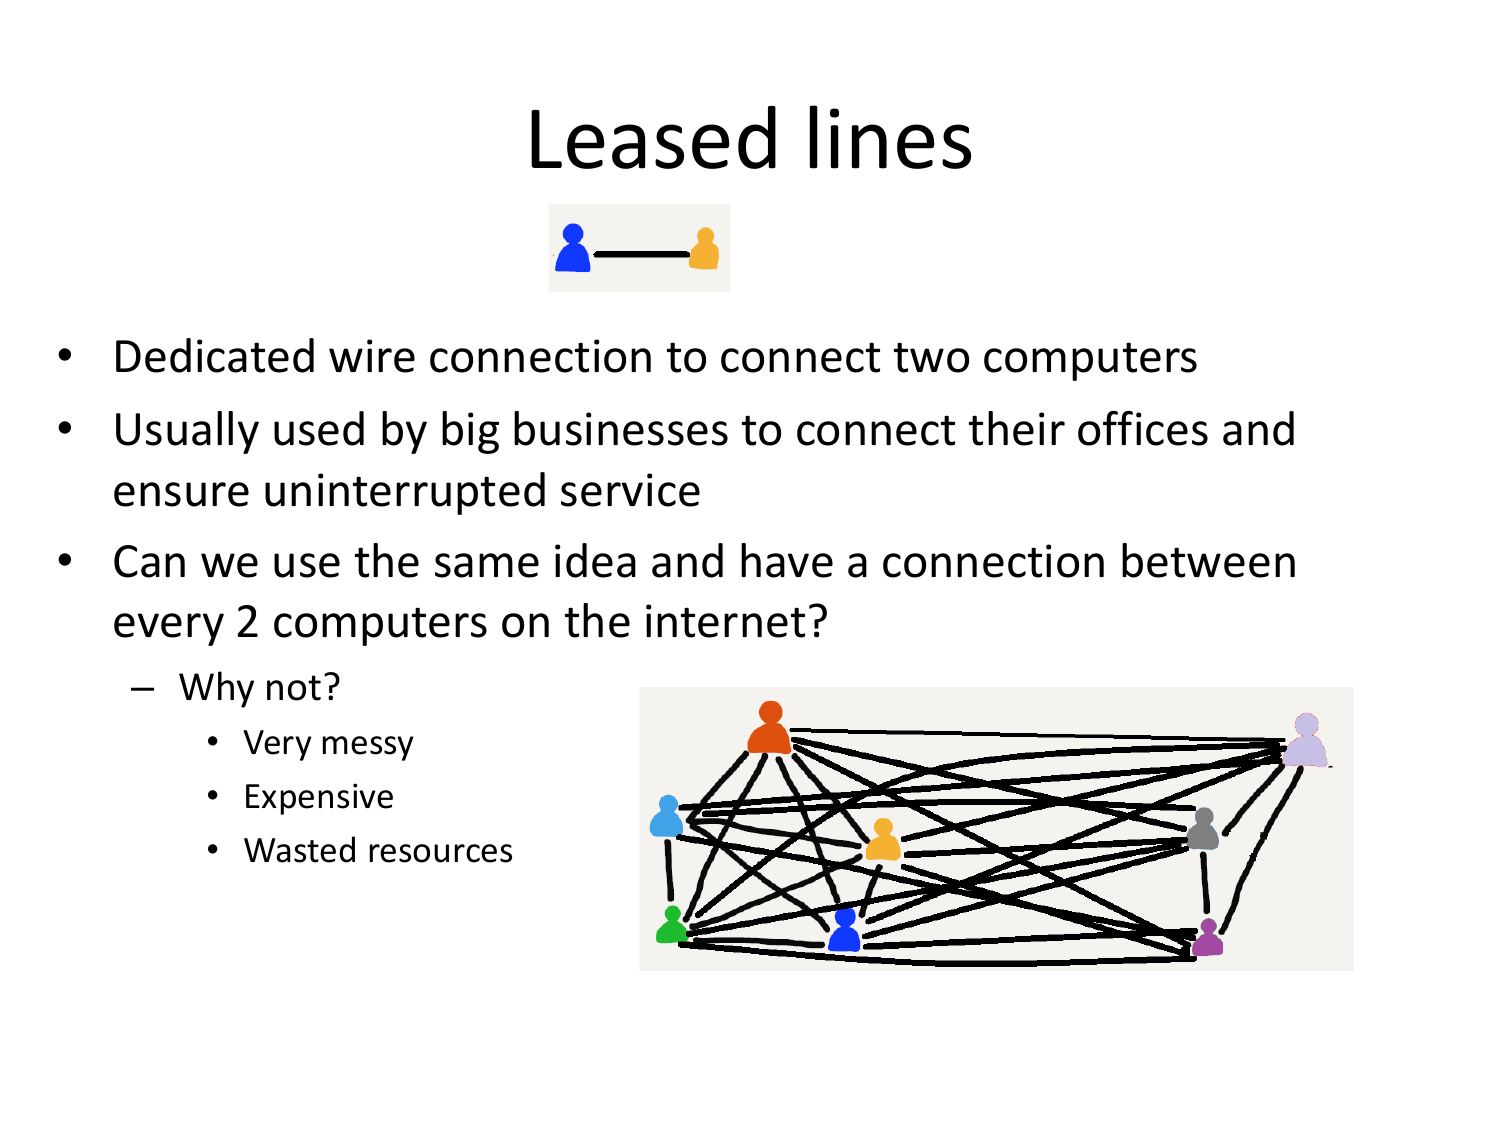 Leased lines
• Dedicated wire connection to connect two computers
• Usually used by big businesses to connect their offices and
ensure uninterrupted service
• Can we use the same idea and have a connection between
every 2 computers on the internet?
– Why not?
• Very messy
• Expensive
• Wasted resources